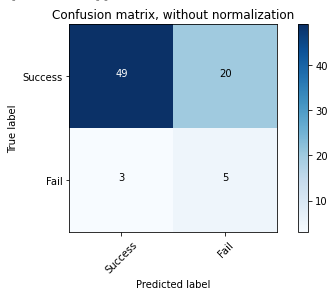 Confusion matrix, without normalization
Success
49
20
Fail
3
5
Success
Fail
True label
Predicted label
40
30
20
10